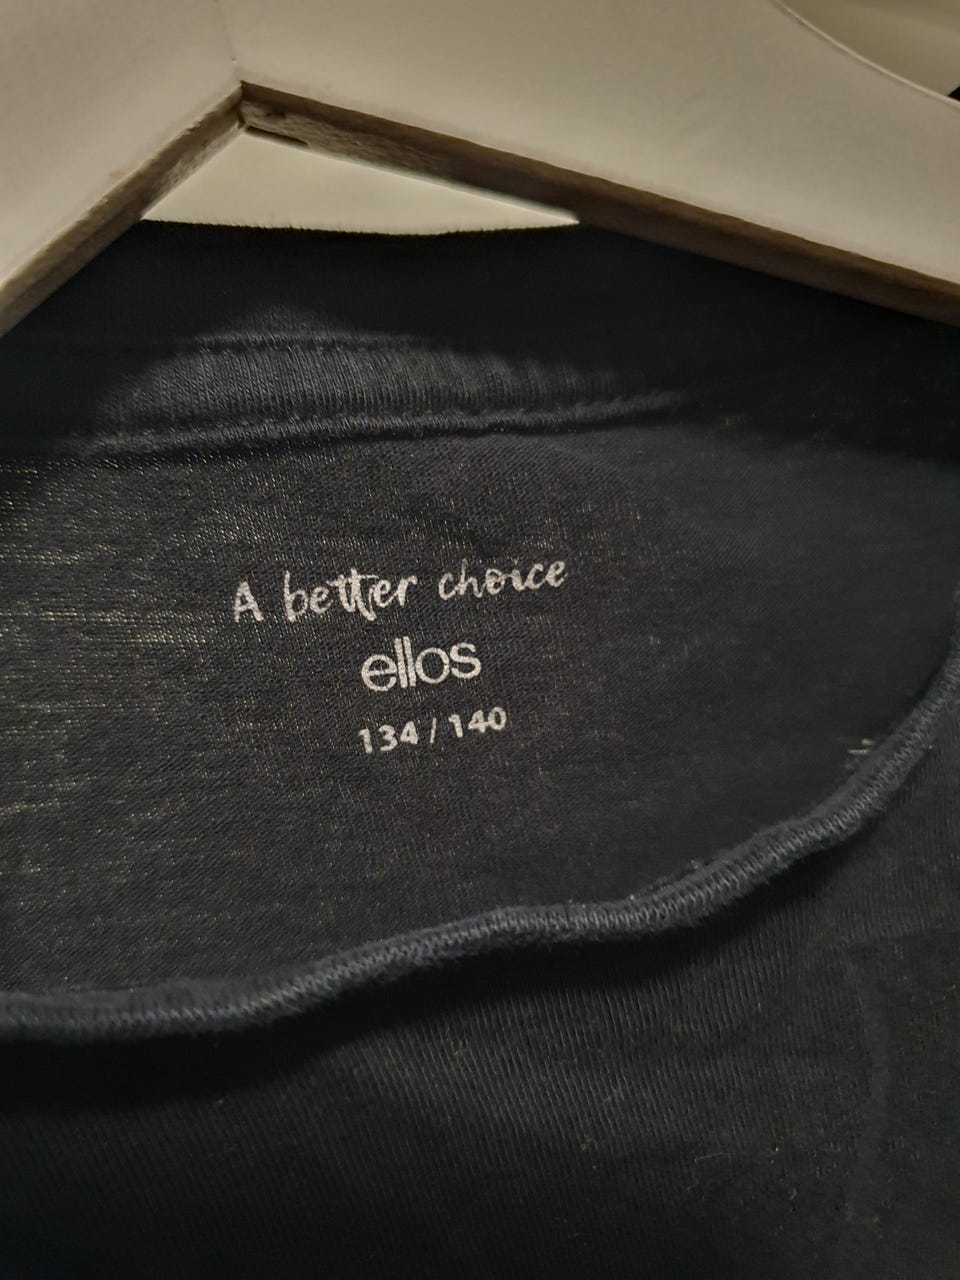 A better choice
ellos
134 / 140